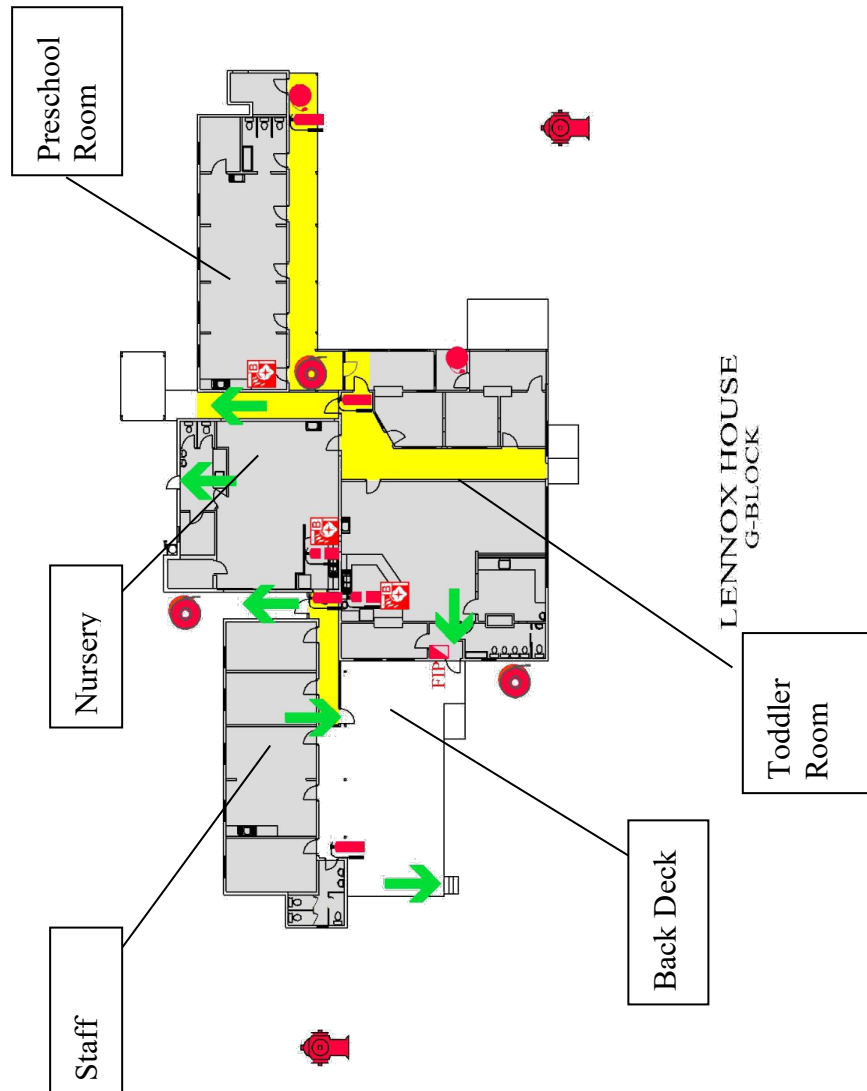 Preschool
Room
Nursery
Staff
LENNOX HOUSE
G-BLOCK
FIP
Toddler
Room
Back Deck